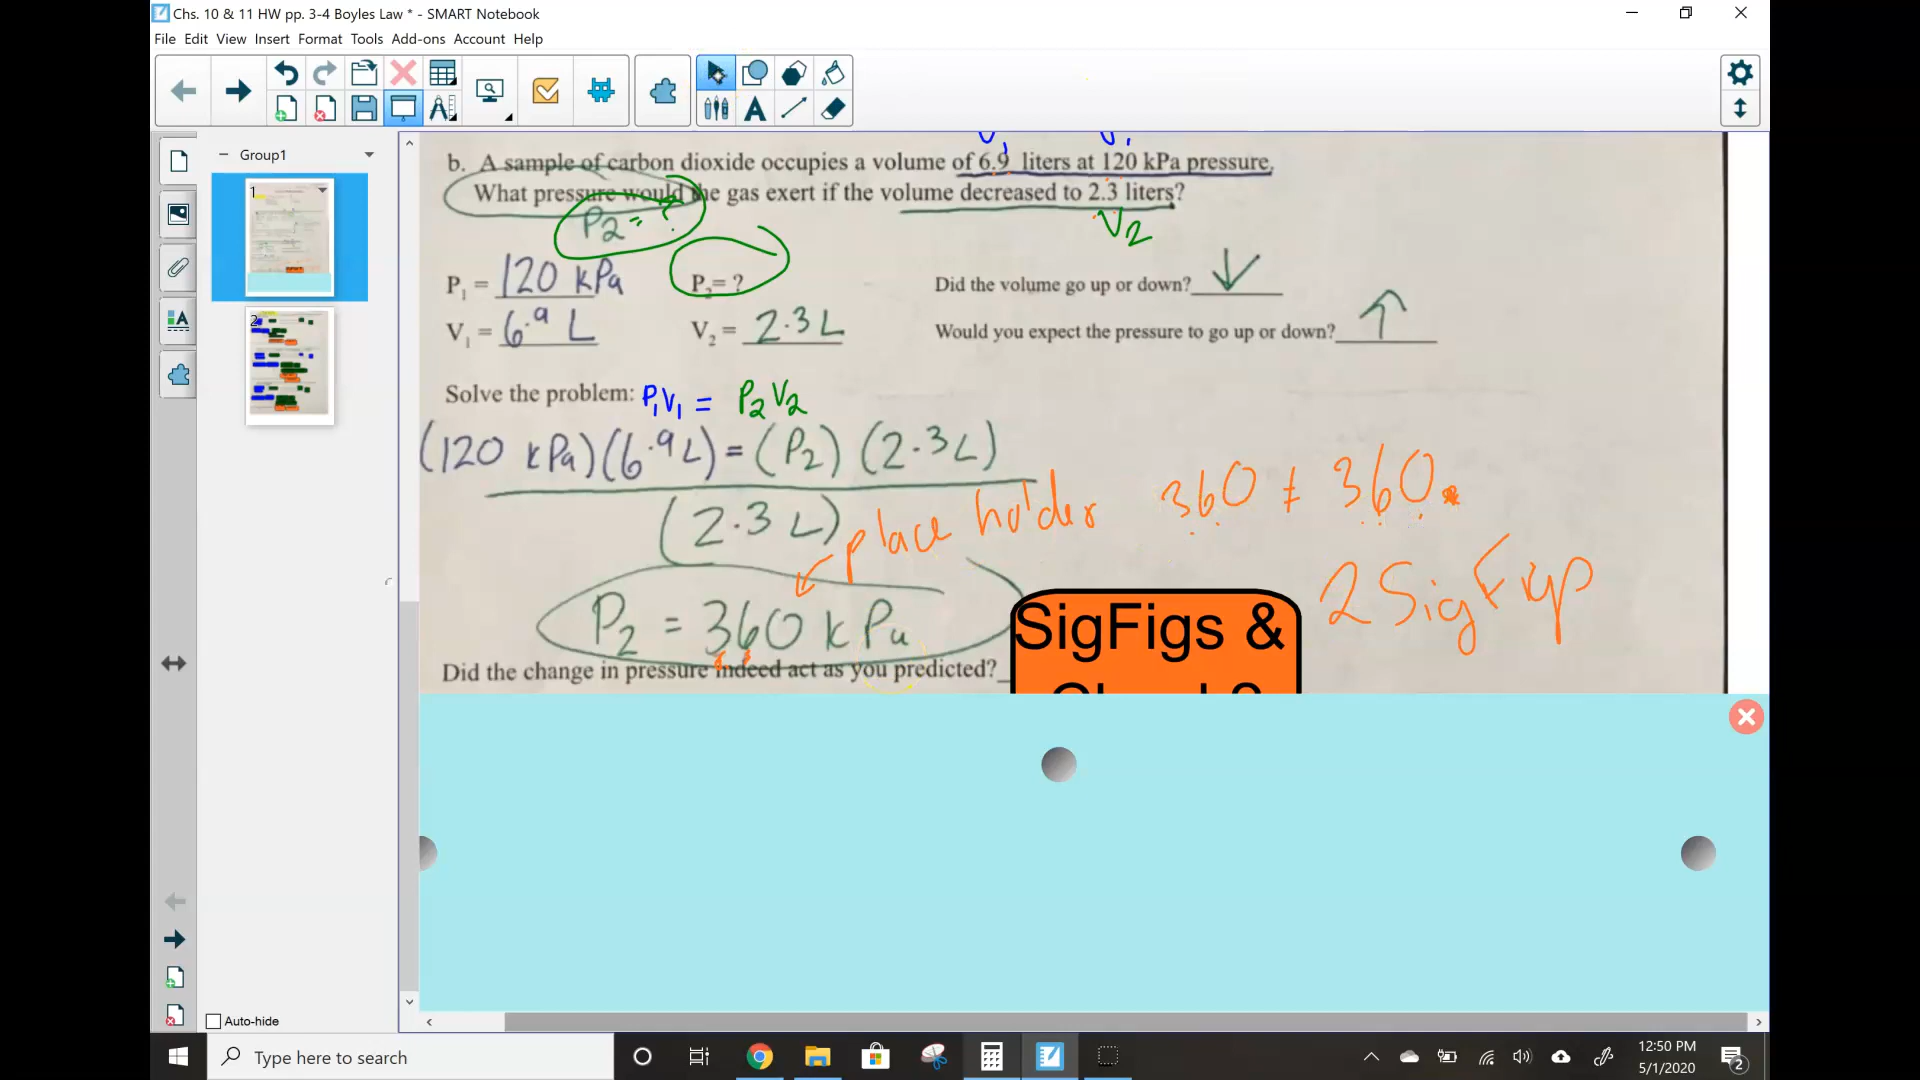 Chs. 10 & 11 HW pp. 3-4 Boyles Law * - SMART Notebook
File Edit View Insert Format Tools Add-ons Account Help
Group1
1
2
b. A sample of carbon dioxide occupies a volume of 6.9 liters at 120 kPa pressure.
What pressure would the gas exert if the volume decreased to 2.3 liters?
P2 = ?
V2
P1 = 120 kPa P2= ? Did the volume go up or down? ↓
V1 = 6.9 L V2 = 2.3 L Would you expect the pressure to go up or down? ↑
Solve the problem: P1V1 = P2V2
(120 kPa)(6.9 L) = (P2) (2.3 L)
(2.3 L)
place holder 360 ≠ 360.
2 SigFigs
P2 = 360 kPa
SigFigs &
Did the change in pressure indeed act as you predicted?
Auto-hide
Type here to search
12:50 PM
5/1/2020
2